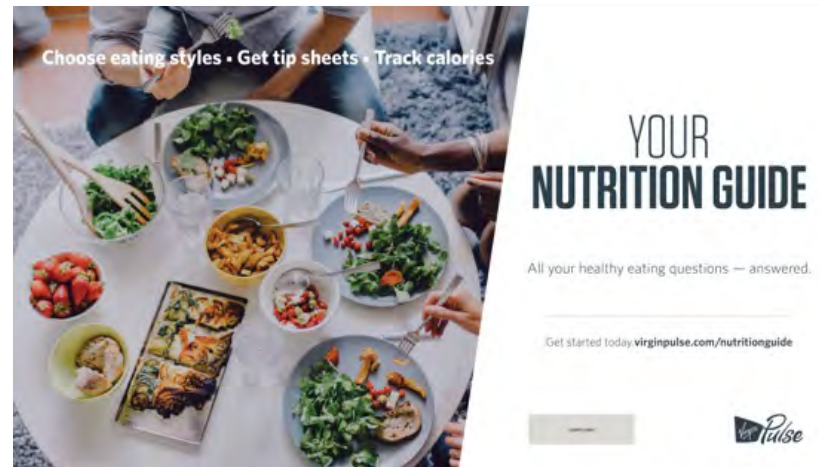 Choose eating styles • Get tip sheets • Track calories
YOUR
NUTRITION GUIDE
All your healthy eating questions — answered.
Get started today. virginpulse.com/nutritionguide
Pulse